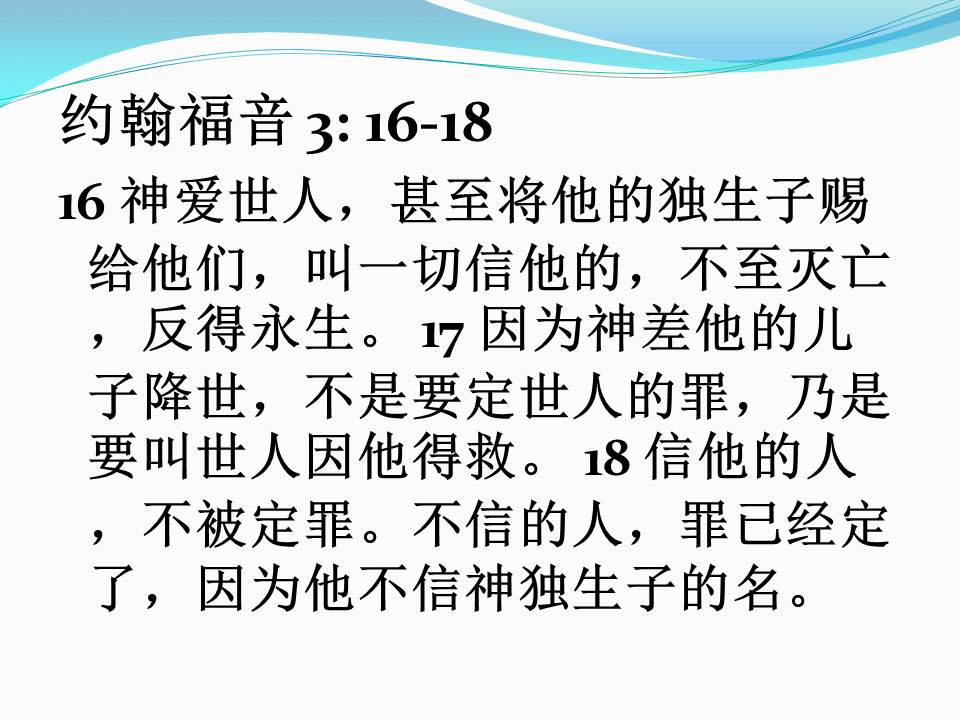 约翰福音 3: 16-18
16 神爱世人，甚至将他的独生子赐
给他们，叫一切信他的，不至灭亡
，反得永生。 17 因为神差他的儿
子降世，不是要定世人的罪，乃是
要叫世人因他得救。 18 信他的人
，不被定罪。不信的人，罪已经定
了，因为他不信神独生子的名。